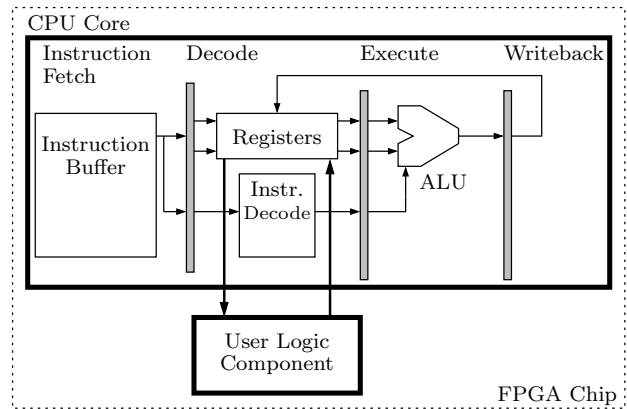 CPU Core
Instruction Fetch
Decode
Execute
Writeback
Instruction
Buffer
Registers
Instr.
Decode
ALU
User Logic
Component
FPGA Chip